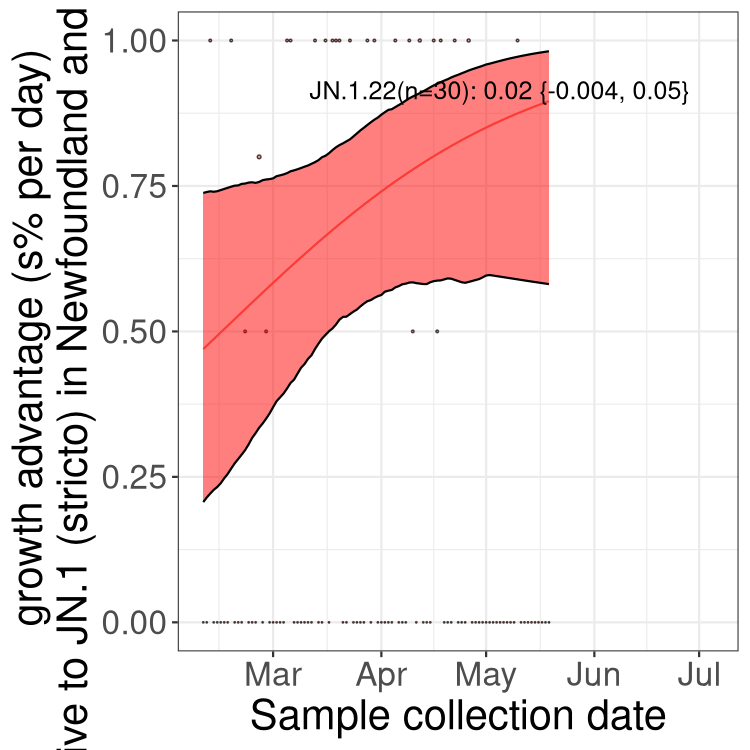 growth advantage (s% per day)
ive to JN.1 (stricto) in Newfoundland and
1.00
0.75
0.50
0.25
0.00
JN.1.22(n=30): 0.02 {-0.004, 0.05}
Mar Apr May Jun Jul
Sample collection date